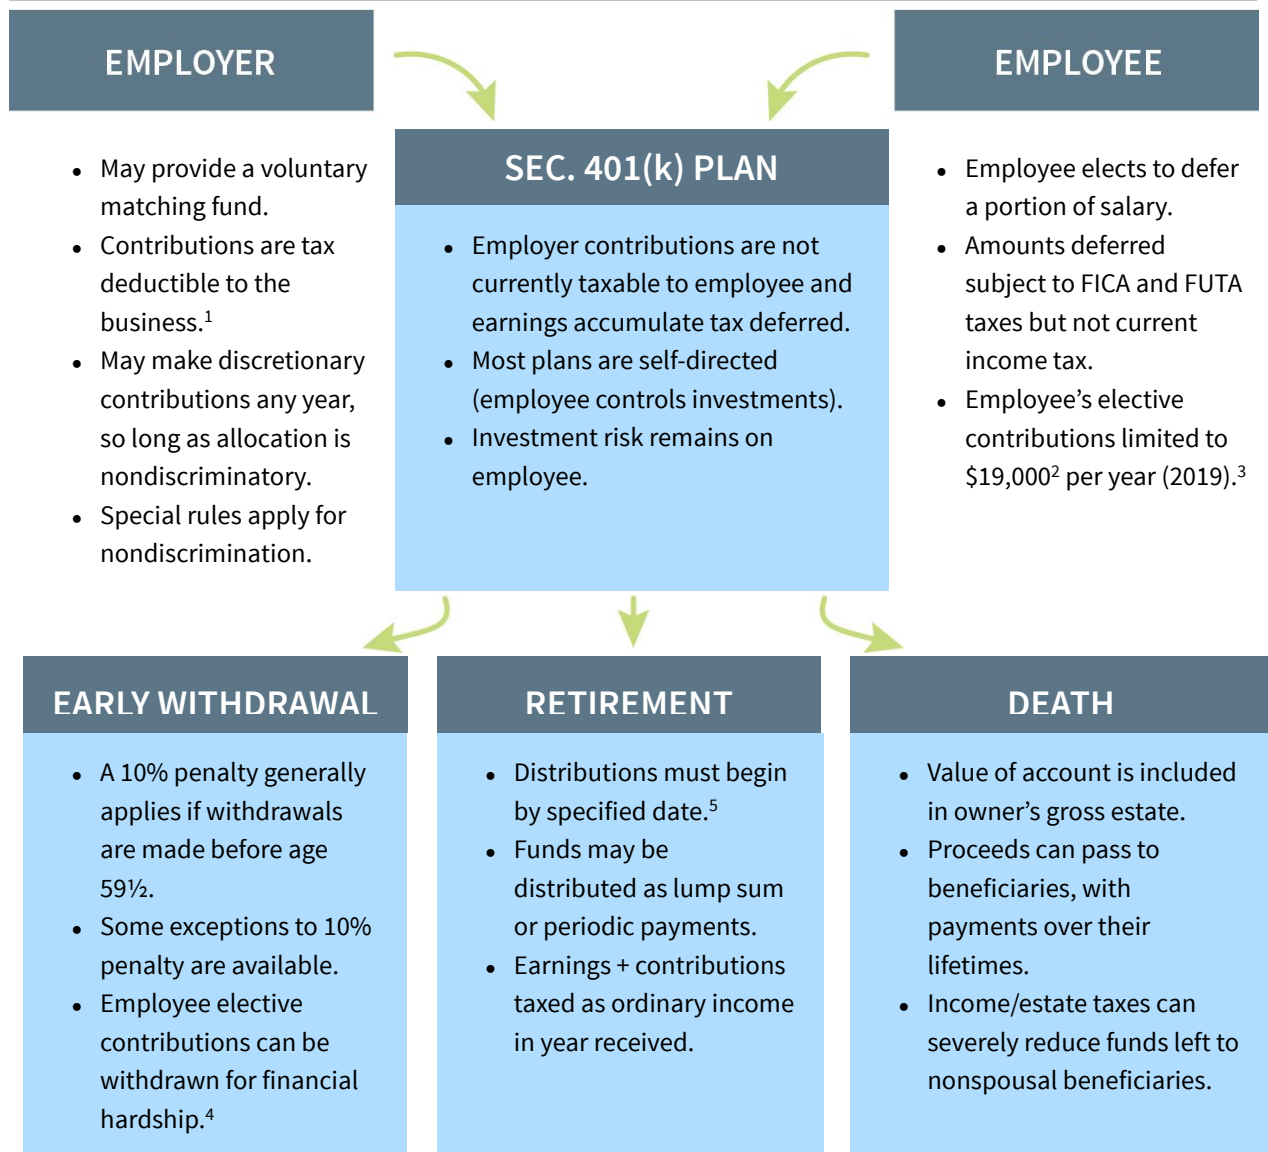 EMPLOYER
EMPLOYEE
• May provide a voluntary
matching fund.
• Contributions are tax
deductible to the
business.¹
• May make discretionary
contributions any year,
so long as allocation is
nondiscriminatory.
• Special rules apply for
nondiscrimination.
SEC. 401(k) PLAN
• Employer contributions are not
currently taxable to employee and
earnings accumulate tax deferred.
• Most plans are self-directed
(employee controls investments).
• Investment risk remains on
employee.
• Employee elects to defer
a portion of salary.
• Amounts deferred
subject to FICA and FUTA
taxes but not current
income tax.
• Employee’s elective
contributions limited to
$19,000² per year (2019).³
EARLY WITHDRAWAL
• A 10% penalty generally
applies if withdrawals
are made before age
59½.
• Some exceptions to 10%
penalty are available.
• Employee elective
contributions can be
withdrawn for financial
hardship.⁴
RETIREMENT
• Distributions must begin
by specified date.⁵
• Funds may be
distributed as lump sum
or periodic payments.
• Earnings + contributions
taxed as ordinary income
in year received.
DEATH
• Value of account is included
in owner’s gross estate.
• Proceeds can pass to
beneficiaries, with
payments over their
lifetimes.
• Income/estate taxes can
severely reduce funds left to
nonspousal beneficiaries.